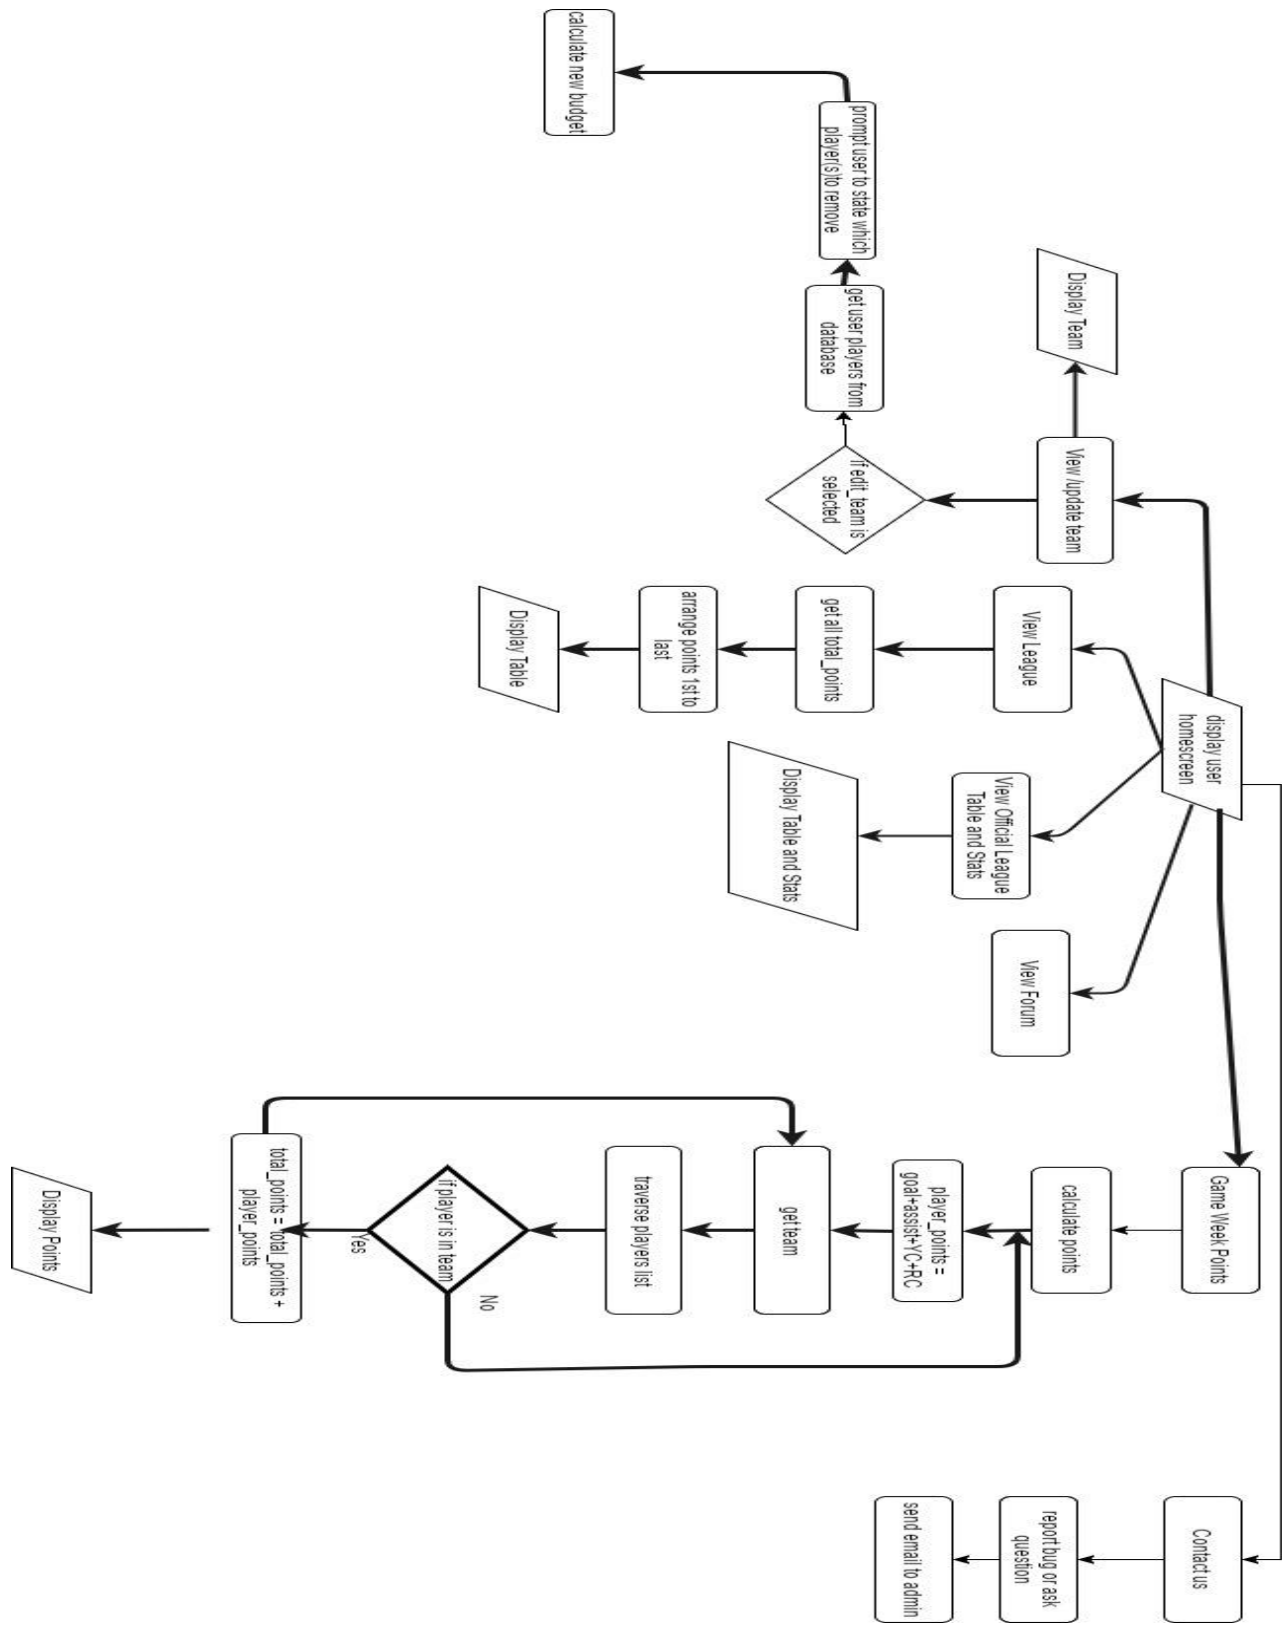 display user
homescreen
View /update team
Display Team
If edit_team is
selected
get user players from
database
prompt user to state which
player(s)to remove
calculate new budget
View League
get all total_points
arrange points 1st to
last
Display Table
View Official League
Table and Stats
Display Table and Stats
View Forum
Game Week Points
calculate points
player_points =
goal+assist+YC+RC
get team
traverse players list
if player is in team
No
Yes
total_points = total_points +
player_points
Display Points
Contact us
report bug or ask
question
send email to admin